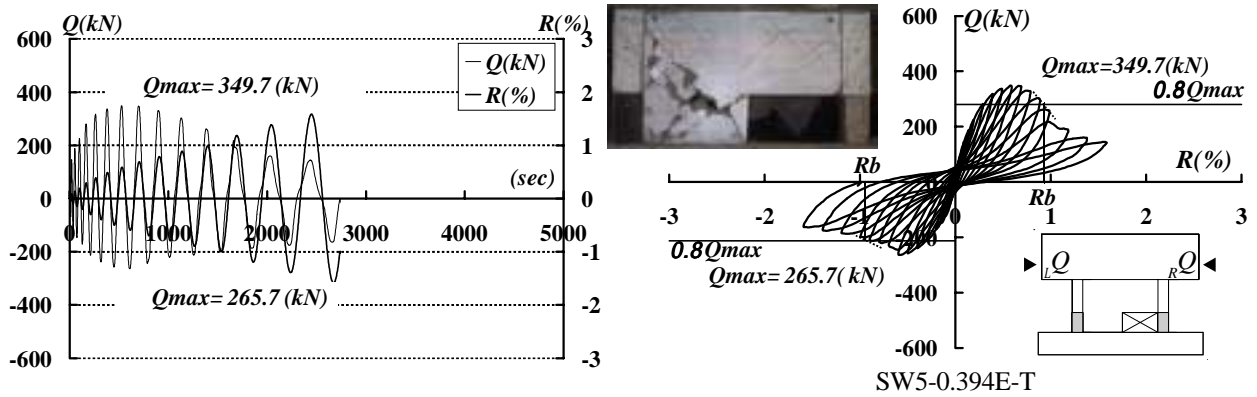 Q(kN)
R(%)
600
400
200
0
-200
-400
-600
3
2
1
0
-1
-2
-3
Q(kN)
R(%)
Qmax= 349.7 (kN)
Qmax= 265.7 (kN)
(sec)
0 1000 2000 3000 4000 5000
Q(kN)
600
400
200
0
-200
-400
-600
Qmax=349.7(kN)
0.8Qmax
Rb
R(%)
-3 -2 -1 0 1 2 3
Rb
0.8Qmax
Qmax= 265.7( kN)
LQ RQ
SW5-0.394E-T